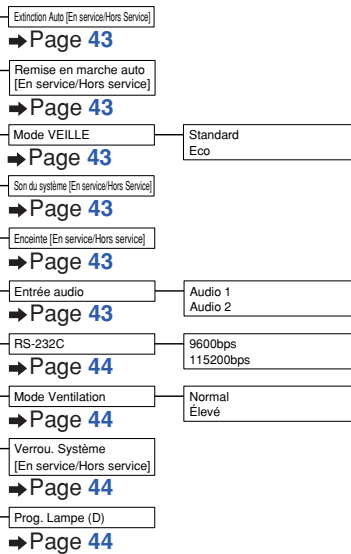 Extinction Auto [En service/Hors Service]
Page 43
Remise en marche auto
[En service/Hors service]
Page 43
Mode VEILLE
Standard
Eco
Page 43
Son du système [En service/Hors Service]
Page 43
Enceinte [En service/Hors service]
Page 43
Entrée audio
Audio 1
Audio 2
Page 43
RS-232C
9600bps
115200bps
Page 44
Mode Ventilation
Normal
Élevé
Page 44
Verrou. Système
[En service/Hors service]
Page 44
Prog. Lampe (D)
Page 44